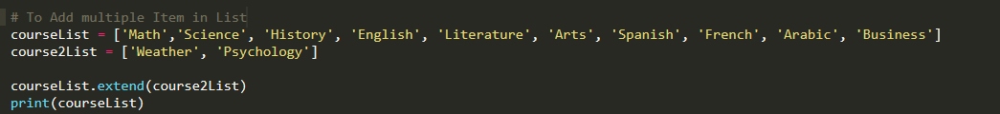 # To Add multiple Item in List
courseList = ['Math','Science', 'History', 'English', 'Literature', 'Arts', 'Spanish', 'French', 'Arabic', 'Business']
course2List = ['Weather', 'Psychology']
courseList.extend(course2List)
print(courseList)